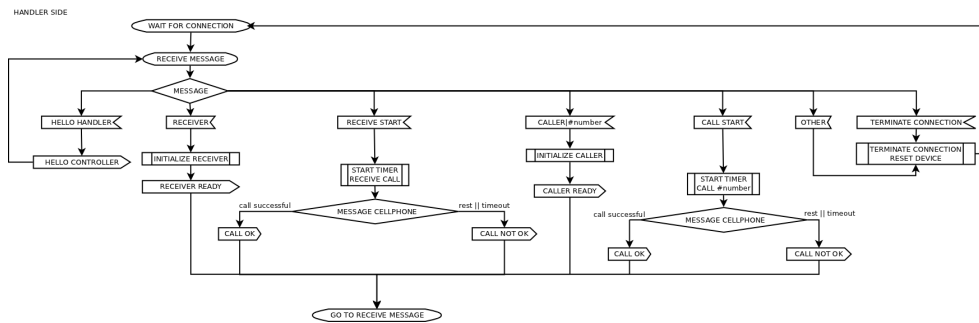 HANDLER SIDE
WAIT FOR CONNECTION
RECEIVE MESSAGE
MESSAGE
HELLO HANDLER
RECEIVER
RECEIVE START
CALLER|#number
CALL START
OTHER
TERMINATE CONNECTION
HELLO CONTROLLER
INITIALIZE RECEIVER
INITIALIZE CALLER
TERMINATE CONNECTION
RESET DEVICE
START TIMER
RECEIVE CALL
START TIMER
CALL #number
RECEIVER READY
CALLER READY
call successful
MESSAGE CELLPHONE
rest || timeout
call successful
MESSAGE CELLPHONE
rest || timeout
CALL OK
CALL NOT OK
CALL OK
CALL NOT OK
GO TO RECEIVE MESSAGE